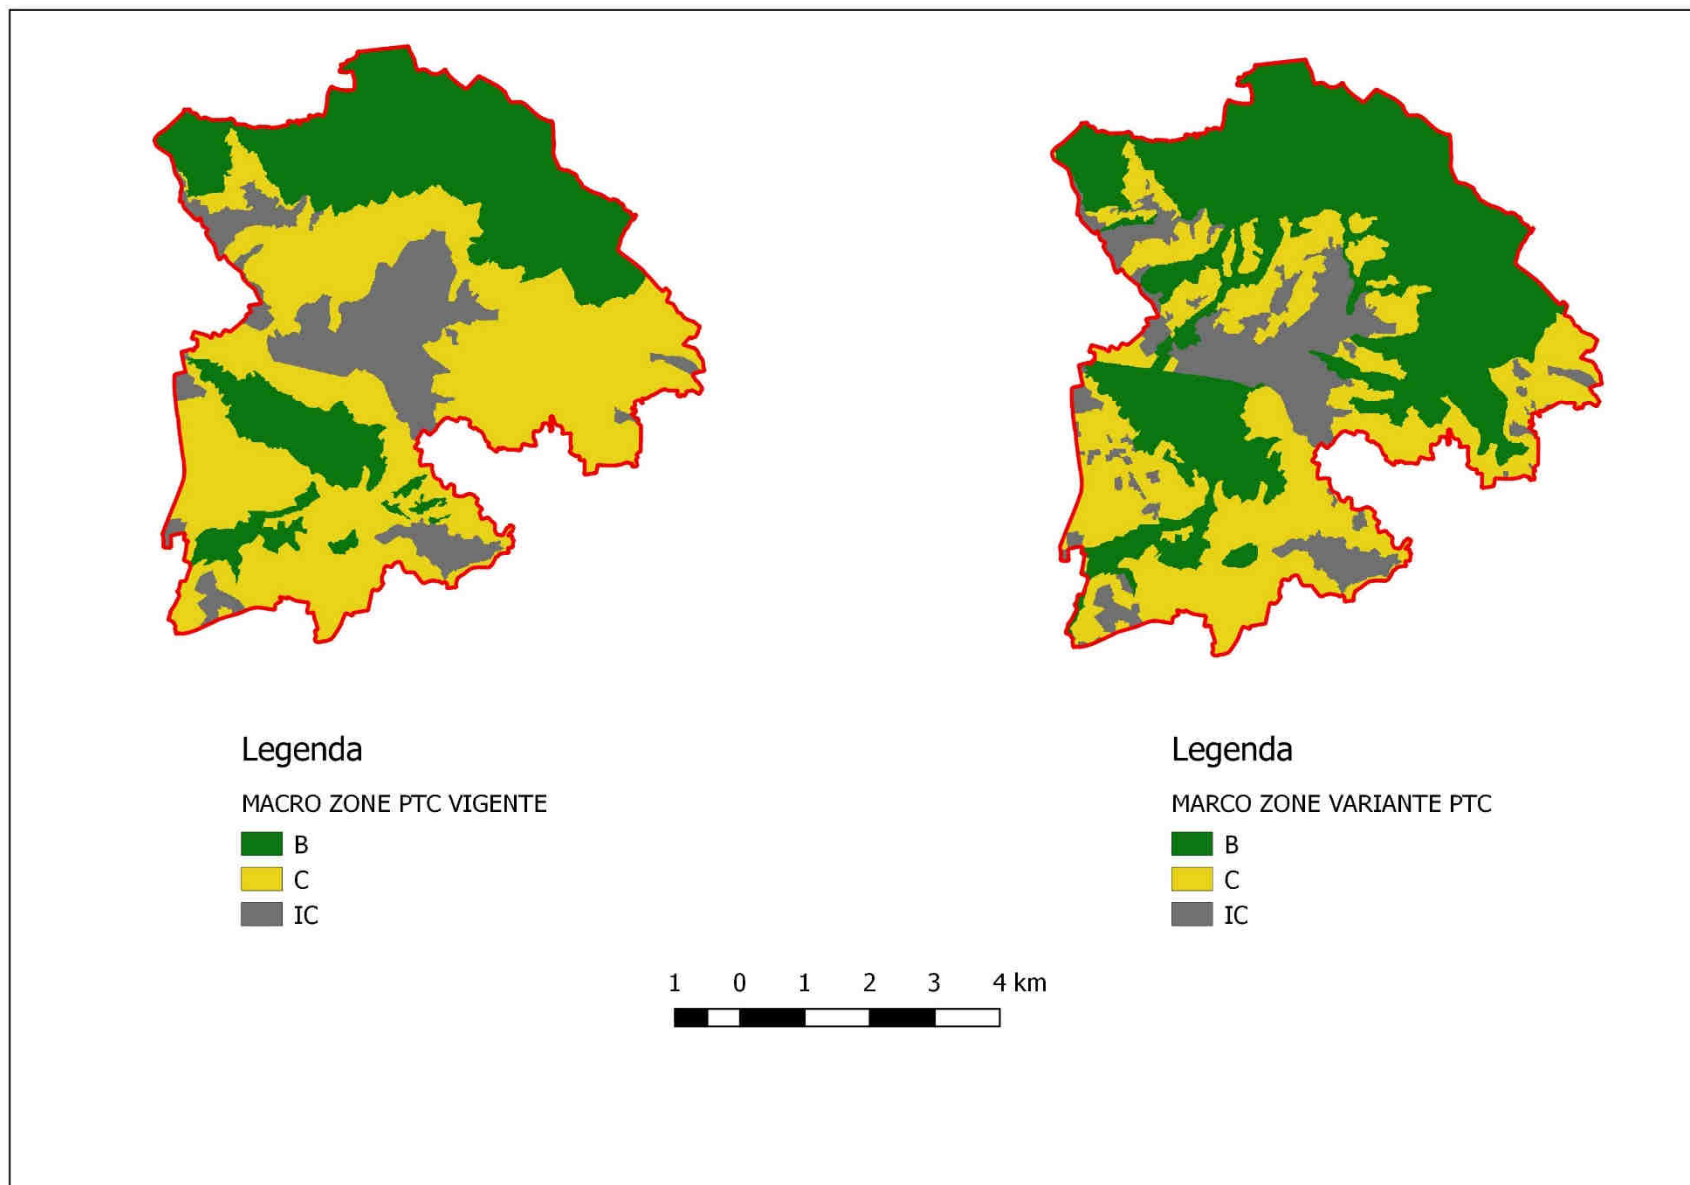 Legenda
MACRO ZONE PTC VIGENTE
B
C
IC
Legenda
MARCO ZONE VARIANTE PTC
B
C
IC
1 0 1 2 3 4 km